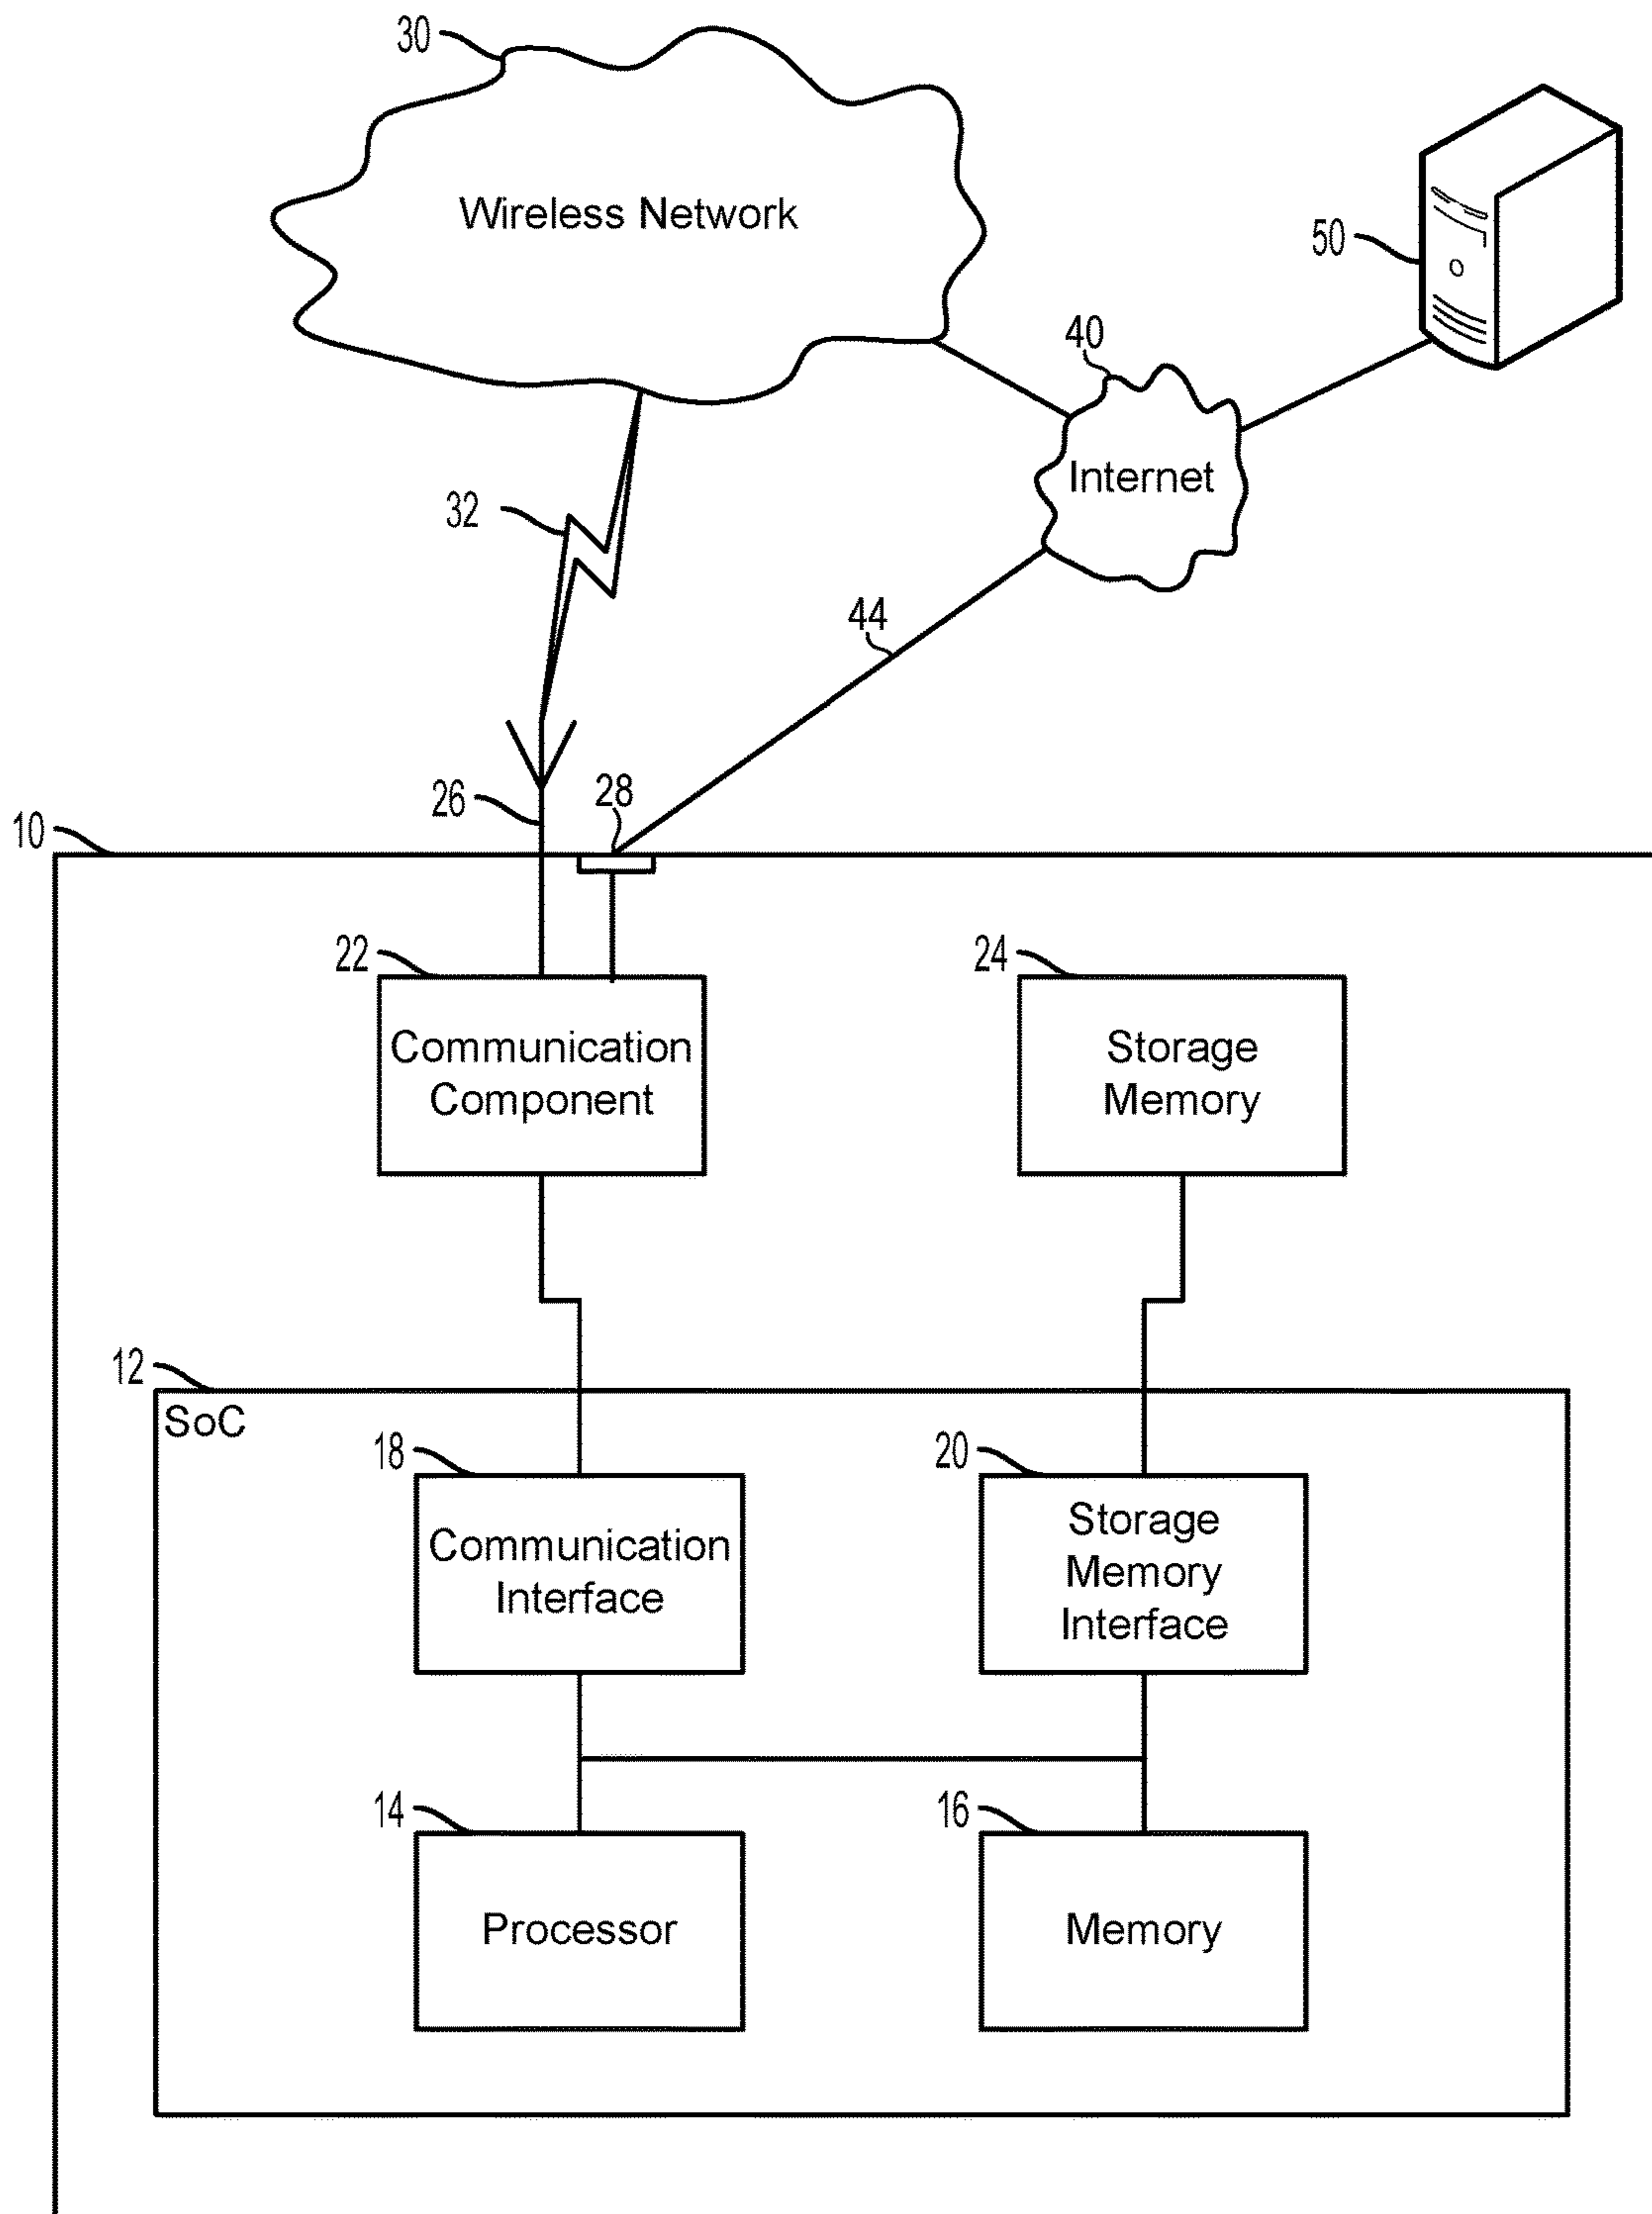 30
Wireless Network
50
40
Internet
32
44
26
28
10
22
24
Communication
Component
Storage
Memory
12
SoC
18
20
Communication
Interface
Storage
Memory
Interface
14
16
Processor
Memory